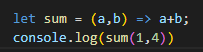 let sum = (a,b) => a+b;
console.log(sum(1,4))